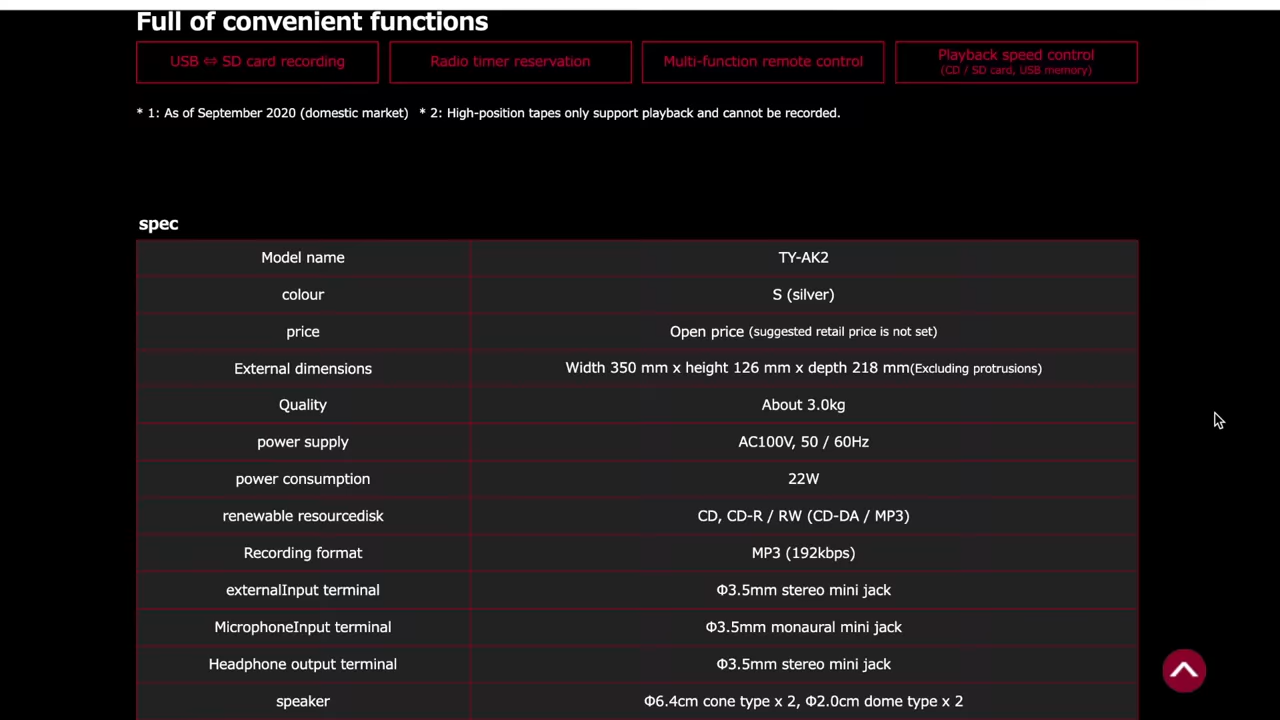 Full of convenient functions
USB ⇔ SD card recording
Radio timer reservation
Multi-function remote control
Playback speed control
(CD / SD card, USB memory)
* 1: As of September 2020 (domestic market) * 2: High-position tapes only support playback and cannot be recorded.
spec
Model name TY-AK2
colour S (silver)
price Open price (suggested retail price is not set)
External dimensions Width 350 mm x height 126 mm x depth 218 mm(Excluding protrusions)
Quality About 3.0kg
power supply AC100V, 50 / 60Hz
power consumption 22W
renewable resourcedisk CD, CD-R / RW (CD-DA / MP3)
Recording format MP3 (192kbps)
externalInput terminal Φ3.5mm stereo mini jack
MicrophoneInput terminal Φ3.5mm monaural mini jack
Headphone output terminal Φ3.5mm stereo mini jack
speaker Φ6.4cm cone type x 2, Φ2.0cm dome type x 2